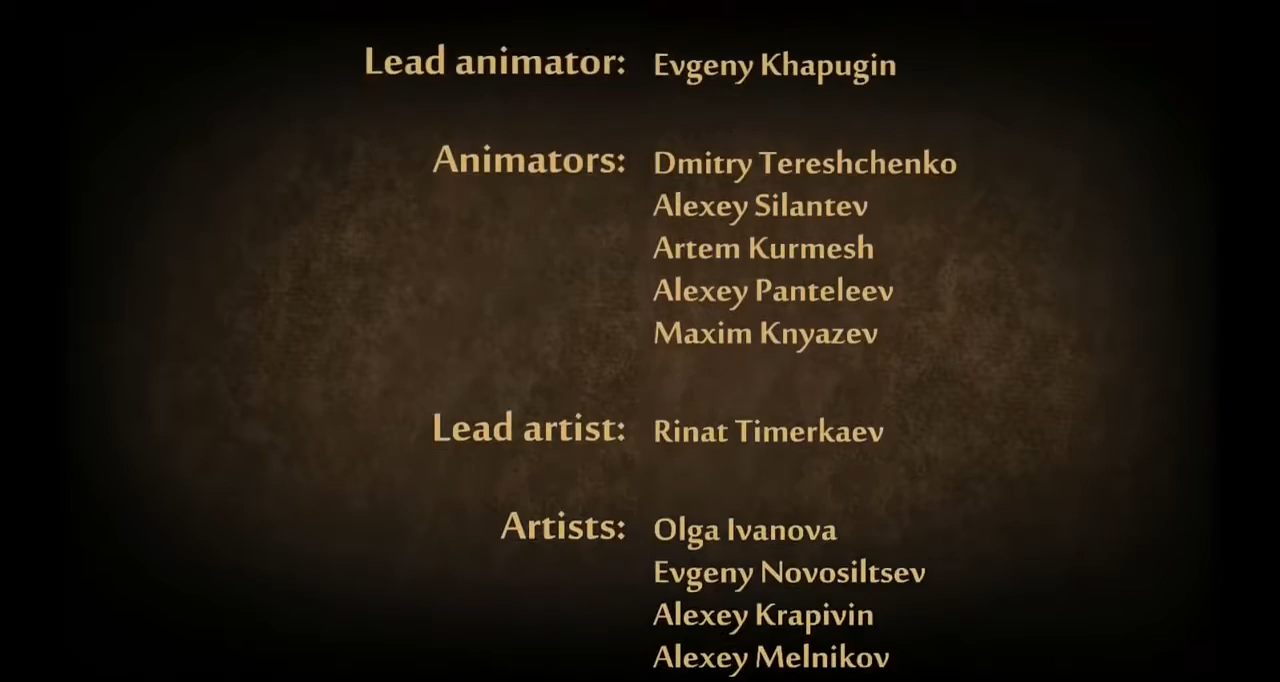 Lead animator: Evgeny Khapugin
Animators: Dmitry Tereshchenko
Alexey Silantev
Artem Kurmesh
Alexey Panteleev
Maxim Knyazev
Lead artist: Rinat Timerkaev
Artists: Olga Ivanova
Evgeny Novosiltsev
Alexey Krapivin
Alexey Melnikov